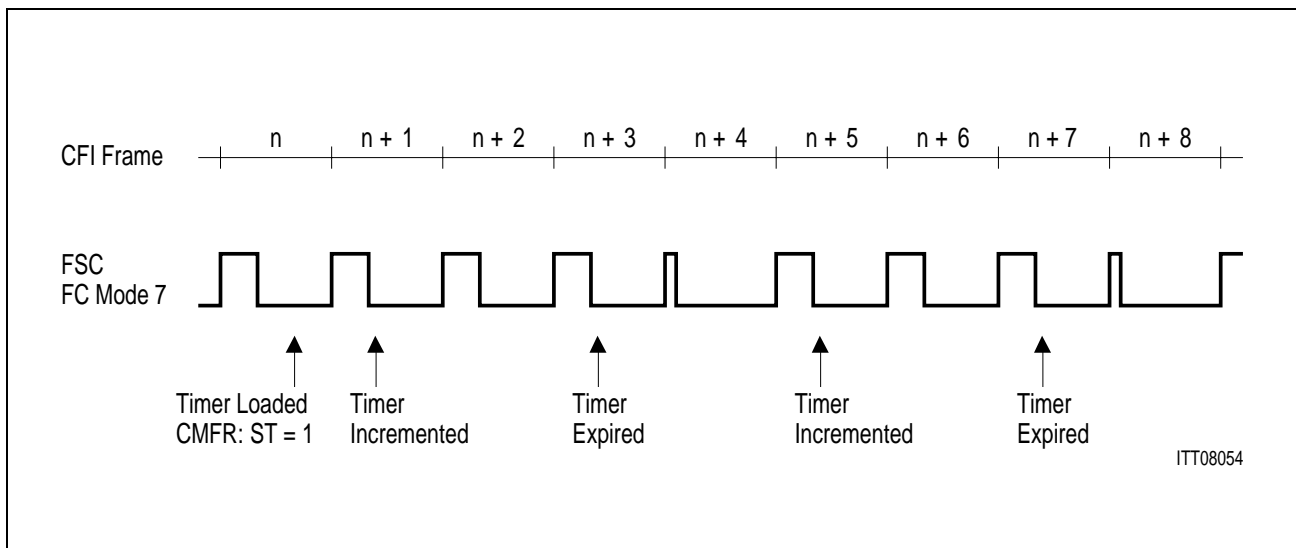 n n + 1 n + 2 n + 3 n + 4 n + 5 n + 6 n + 7 n + 8
CFI Frame
FSC
FC Mode 7
Timer Loaded
CMFR: ST = 1
Timer
Incremented
Timer
Expired
Timer
Incremented
Timer
Expired
ITT08054